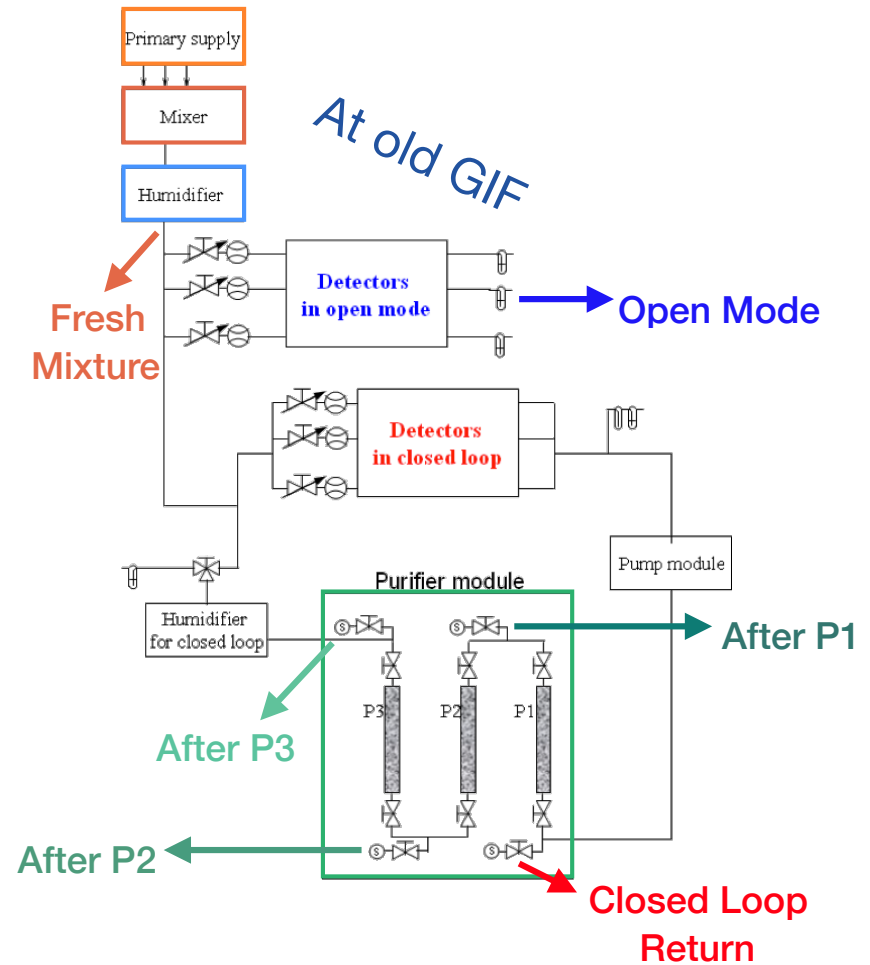 Primary supply
Mixer
At old GIF
Humidifier
Detectors
in open mode
Open Mode
Fresh
Mixture
Detectors
in closed loop
Pump module
Purifier module
Humidifier
for closed loop
S
S
After P1
P3
P2
P1
After P3
S
S
After P2
Closed Loop
Return